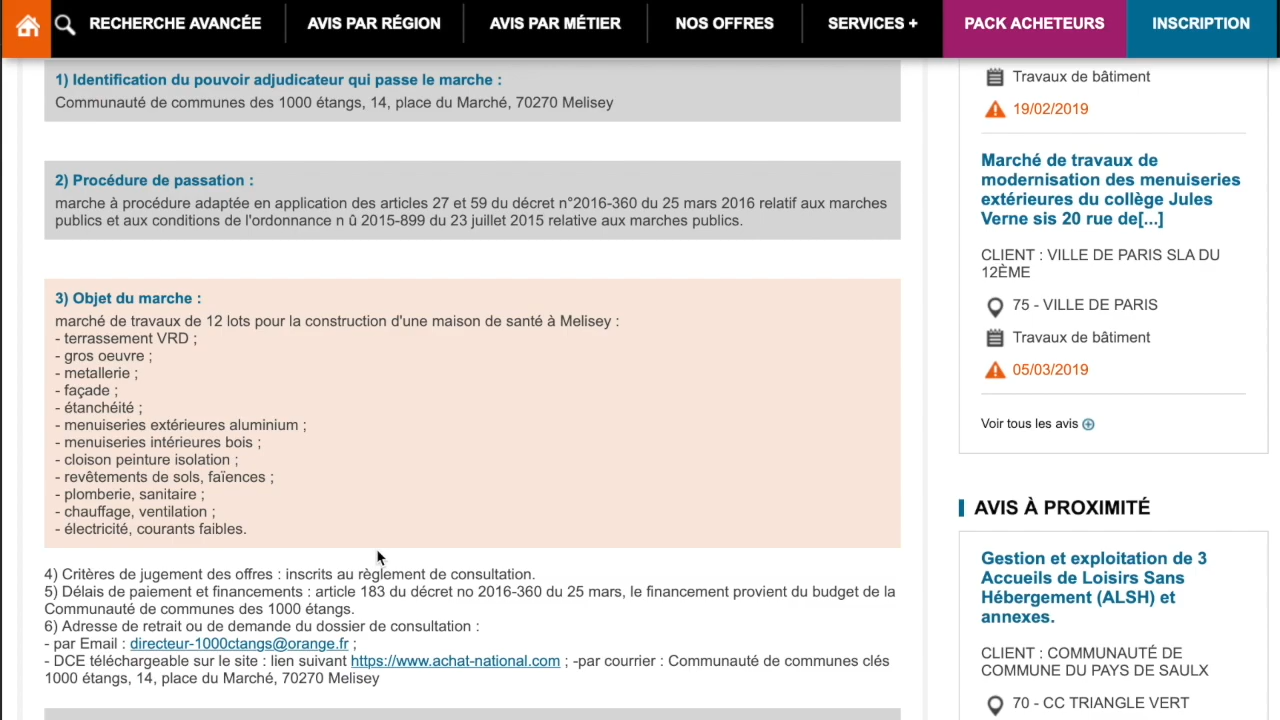 RECHERCHE AVANCÉE
AVIS PAR RÉGION
AVIS PAR MÉTIER
NOS OFFRES
SERVICES +
PACK ACHETEURS
INSCRIPTION
1) Identification du pouvoir adjudicateur qui passe le marche :
Communauté de communes des 1000 étangs, 14, place du Marché, 70270 Melisey
2) Procédure de passation :
marche à procédure adaptée en application des articles 27 et 59 du décret n°2016-360 du 25 mars 2016 relatif aux marches
publics et aux conditions de l'ordonnance n û 2015-899 du 23 juillet 2015 relative aux marches publics.
3) Objet du marche :
marché de travaux de 12 lots pour la construction d'une maison de santé à Melisey :
- terrassement VRD ;
- gros oeuvre ;
- metallerie ;
- façade ;
- étanchéité ;
- menuiseries extérieures aluminium ;
- menuiseries intérieures bois ;
- cloison peinture isolation ;
- revêtements de sols, faïences ;
- plomberie, sanitaire ;
- chauffage, ventilation ;
- électricité, courants faibles.
4) Critères de jugement des offres : inscrits au règlement de consultation.
5) Délais de paiement et financements : article 183 du décret no 2016-360 du 25 mars, le financement provient du budget de la
Communauté de communes des 1000 étangs.
6) Adresse de retrait ou de demande du dossier de consultation :
- par Email : directeur-1000ctangs@orange.fr ;
- DCE téléchargeable sur le site : lien suivant https://www.achat-national.com ; -par courrier : Communauté de communes clés
1000 étangs, 14, place du Marché, 70270 Melisey
Travaux de bâtiment
19/02/2019
Marché de travaux de
modernisation des menuiseries
extérieures du collège Jules
Verne sis 20 rue de[...]
CLIENT : VILLE DE PARIS SLA DU
12ÈME
75 - VILLE DE PARIS
Travaux de bâtiment
05/03/2019
Voir tous les avis
AVIS À PROXIMITÉ
Gestion et exploitation de 3
Accueils de Loisirs Sans
Hébergement (ALSH) et
annexes.
CLIENT : COMMUNAUTÉ DE
COMMUNE DU PAYS DE SAULX
70 - CC TRIANGLE VERT